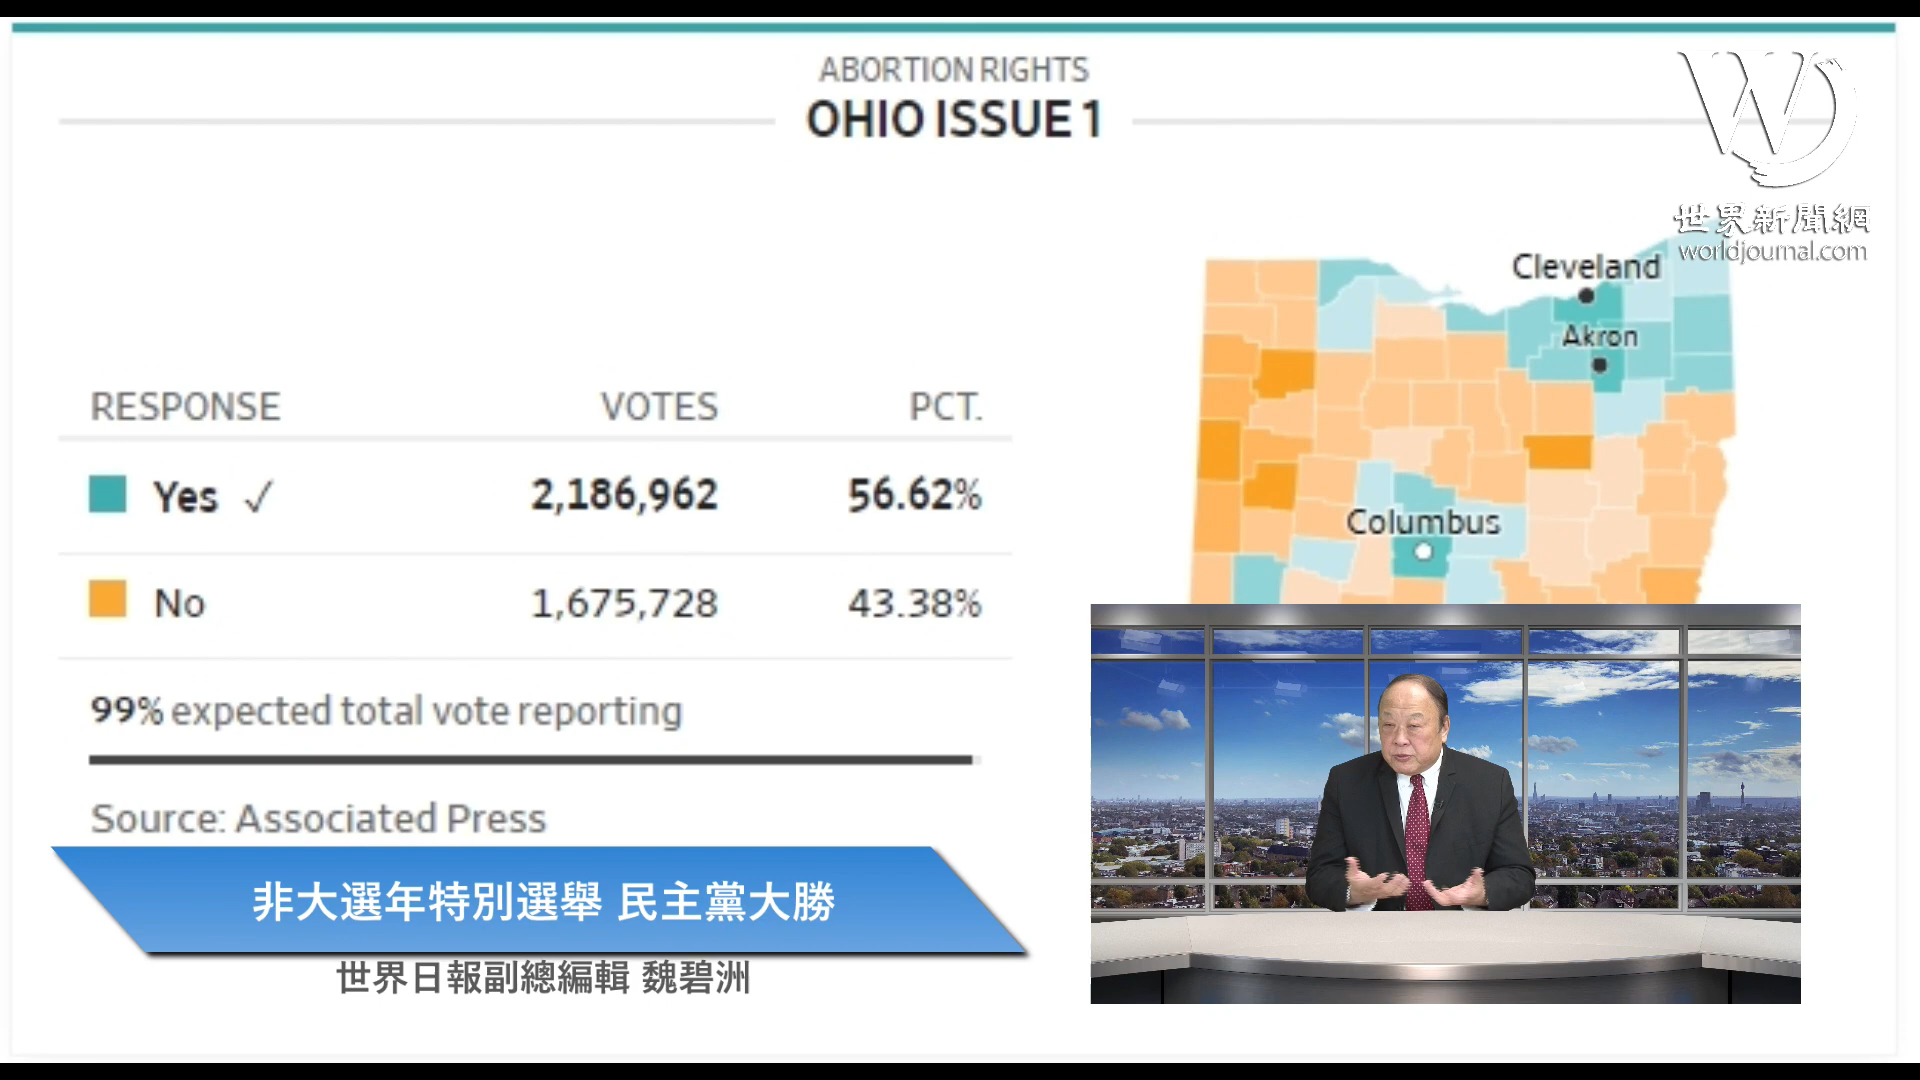 ABORTION RIGHTS
OHIO ISSUE 1
世界新聞網
worldjournal.com
Cleveland
Akron
Columbus
RESPONSE VOTES PCT.
Yes ✓ 2,186,962 56.62%
No 1,675,728 43.38%
99% expected total vote reporting
Source: Associated Press
非大選年特別選舉 民主黨大勝
世界日報副總編輯 魏碧洲